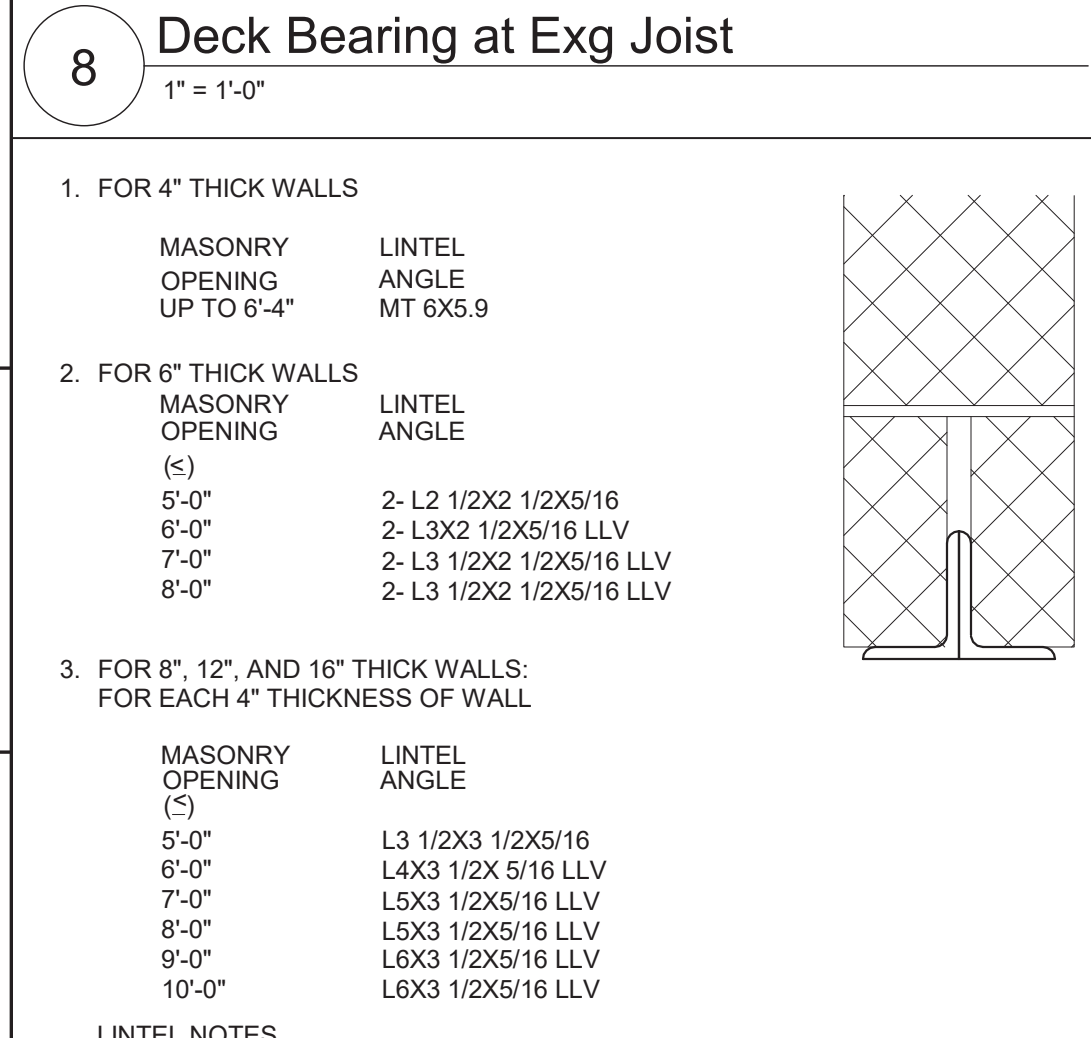 8
Deck Bearing at Exg Joist
1" = 1'-0"
1. FOR 4" THICK WALLS
MASONRY LINTEL
OPENING ANGLE
UP TO 6'-4" MT 6X5.9
2. FOR 6" THICK WALLS
MASONRY LINTEL
OPENING ANGLE
(≤)
5'-0" 2- L2 1/2X2 1/2X5/16
6'-0" 2- L3X2 1/2X5/16 LLV
7'-0" 2- L3 1/2X2 1/2X5/16 LLV
8'-0" 2- L3 1/2X2 1/2X5/16 LLV
3. FOR 8", 12", AND 16" THICK WALLS:
FOR EACH 4" THICKNESS OF WALL
MASONRY LINTEL
OPENING ANGLE
(≤)
5'-0" L3 1/2X3 1/2X5/16
6'-0" L4X3 1/2X 5/16 LLV
7'-0" L5X3 1/2X5/16 LLV
8'-0" L5X3 1/2X5/16 LLV
9'-0" L6X3 1/2X5/16 LLV
10'-0" L6X3 1/2X5/16 LLV
LINTEL NOTES